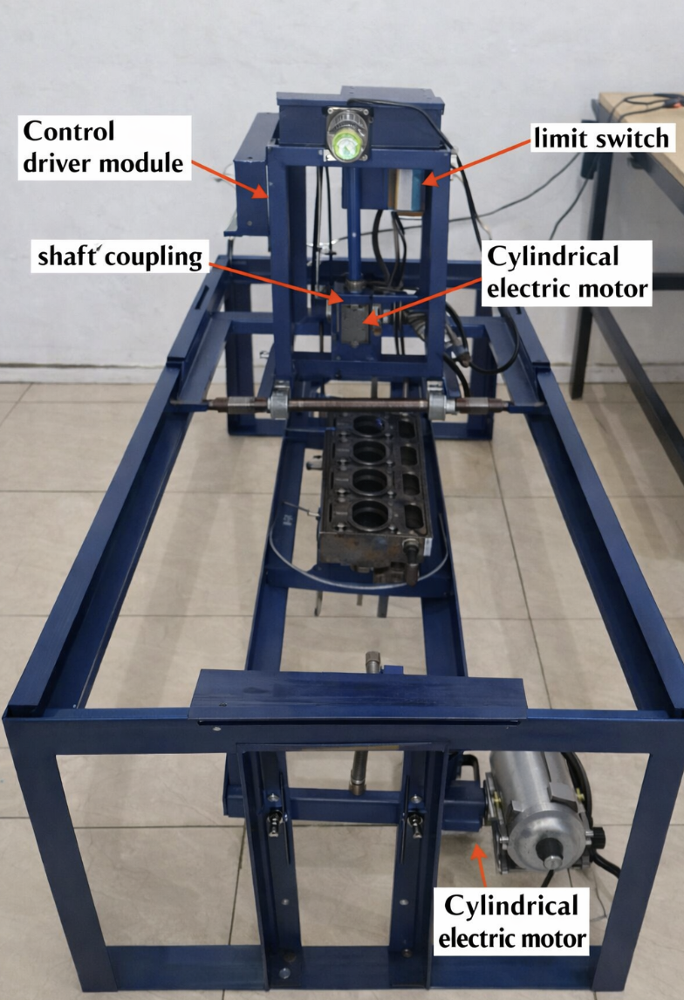 Control
driver module
limit switch
shaft coupling
Cylindrical
electric motor
Cylindrical
electric motor